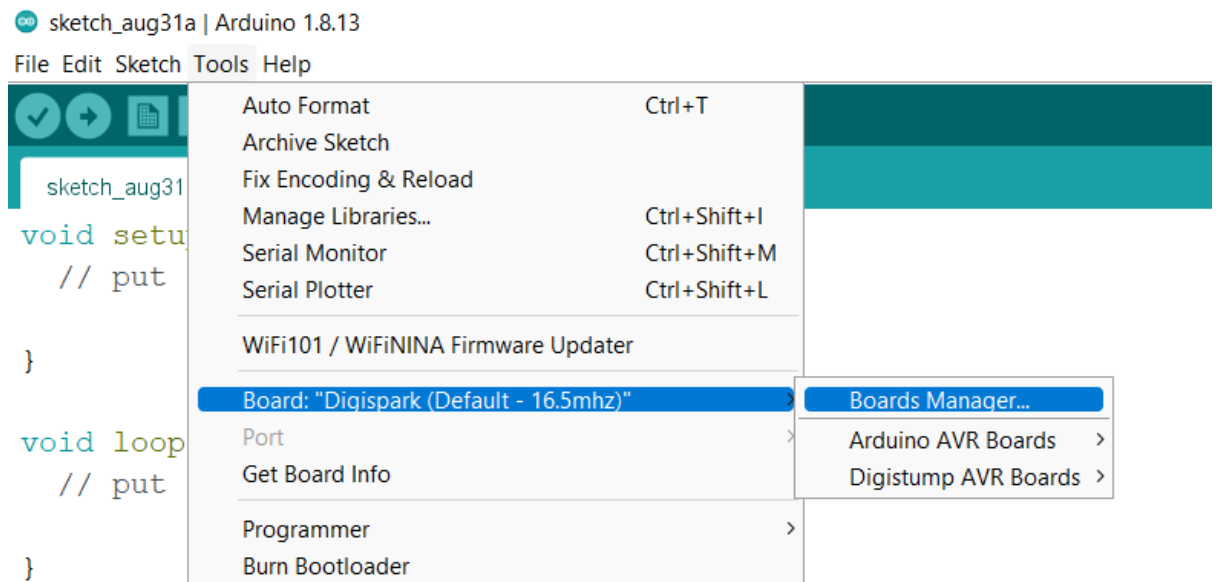 sketch_aug31a | Arduino 1.8.13
File Edit Sketch Tools Help
Auto Format Ctrl+T
Archive Sketch
Fix Encoding & Reload
sketch_aug31
Manage Libraries... Ctrl+Shift+I
void setu
Serial Monitor Ctrl+Shift+M
// put
Serial Plotter Ctrl+Shift+L
WiFi101 / WiFiNINA Firmware Updater
}
Board: "Digispark (Default - 16.5mhz)" Boards Manager...
Port
Arduino AVR Boards
void loop
Get Board Info
Digistump AVR Boards
// put
Programmer
Burn Bootloader
}